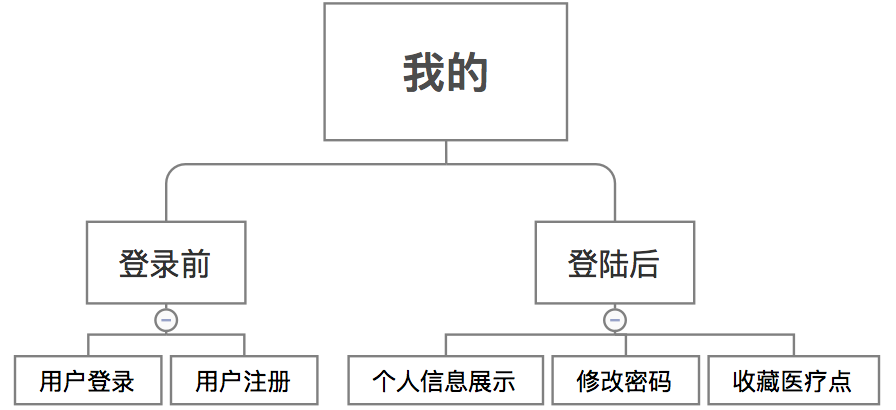 我的
登录前
登陆后
用户登录
用户注册
个人信息展示
修改密码
收藏医疗点